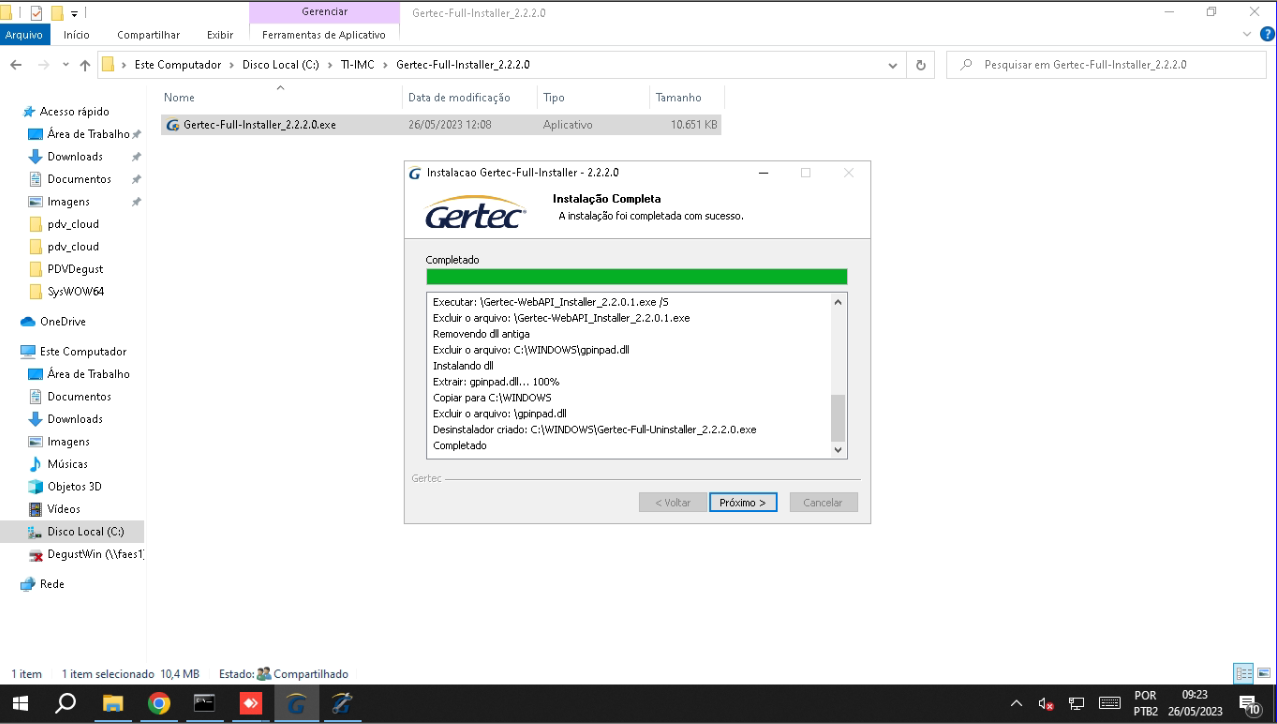 Gerenciar
Gertec-Full-Installer_2.2.2.0
Arquivo
Início
Compartilhar
Exibir
Ferramentas de Aplicativo
Este Computador > Disco Local (C:) > TI-IMC > Gertec-Full-Installer_2.2.2.0
Pesquisar em Gertec-Full-Installer_2.2.2.0
Nome
Data de modificação
Tipo
Tamanho
Gertec-Full-Installer_2.2.2.0.exe
26/05/2023 12:08
Aplicativo
10.651 KB
Acesso rápido
Área de Trabalho
Downloads
Documentos
Imagens
pdv_cloud
pdv_cloud
PDVDegust
SysWOW64
OneDrive
Este Computador
Área de Trabalho
Documentos
Downloads
Imagens
Músicas
Objetos 3D
Vídeos
Disco Local (C:)
DegustWin (\\faes1
Rede
Instalacao Gertec-Full-Installer - 2.2.2.0
Gertec
Instalação Completa
A instalação foi completada com sucesso.
Completado
Executar: \Gertec-WebAPI_Installer_2.2.0.1.exe /S
Excluir o arquivo: \Gertec-WebAPI_Installer_2.2.0.1.exe
Removendo dll antiga
Excluir o arquivo: C:\WINDOWS\gpinpad.dll
Instalando dll
Extrair: gpinpad.dll... 100%
Copiar para C:\WINDOWS
Excluir o arquivo: \gpinpad.dll
Desinstalador criado: C:\WINDOWS\Gertec-Full-Uninstaller_2.2.2.0.exe
Completado
Gertec
< Voltar
Próximo >
Cancelar
1 item
1 item selecionado 10,4 MB
Estado: Compartilhado
POR
PTB2
09:23
26/05/2023
10